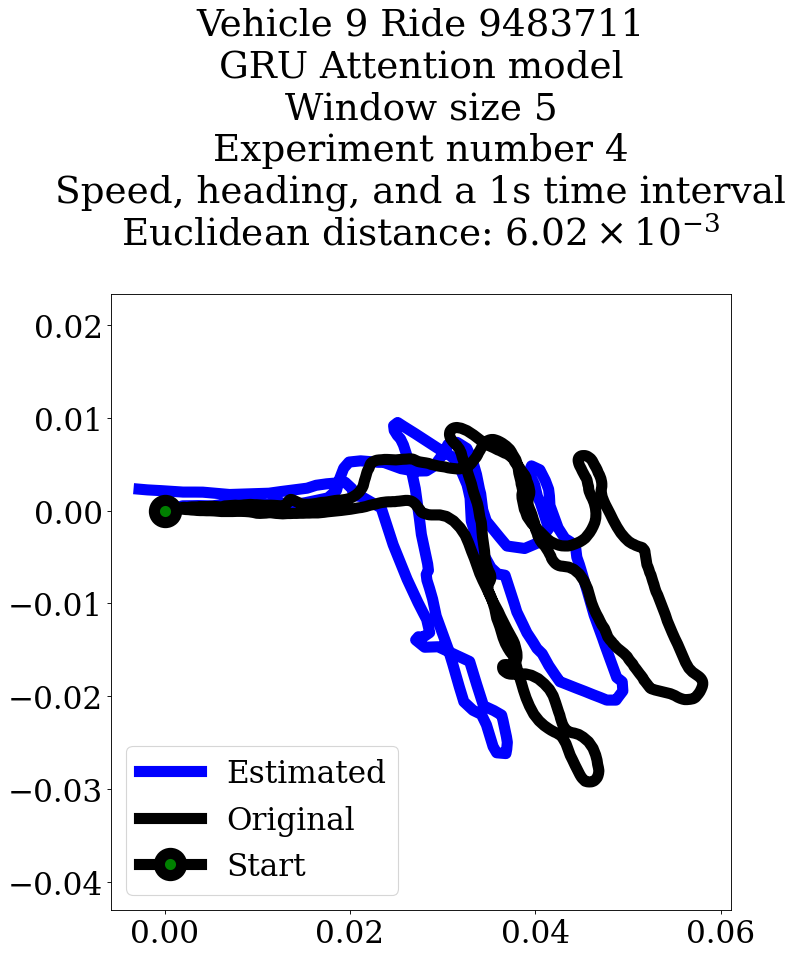 Vehicle 9 Ride 9483711
GRU Attention model
Window size 5
Experiment number 4
Speed, heading, and a 1s time interval
Euclidean distance: 6.02 × 10⁻³
0.02
0.01
0.00
−0.01
−0.02
−0.03
−0.04
Estimated
Original
Start
0.00 0.02 0.04 0.06